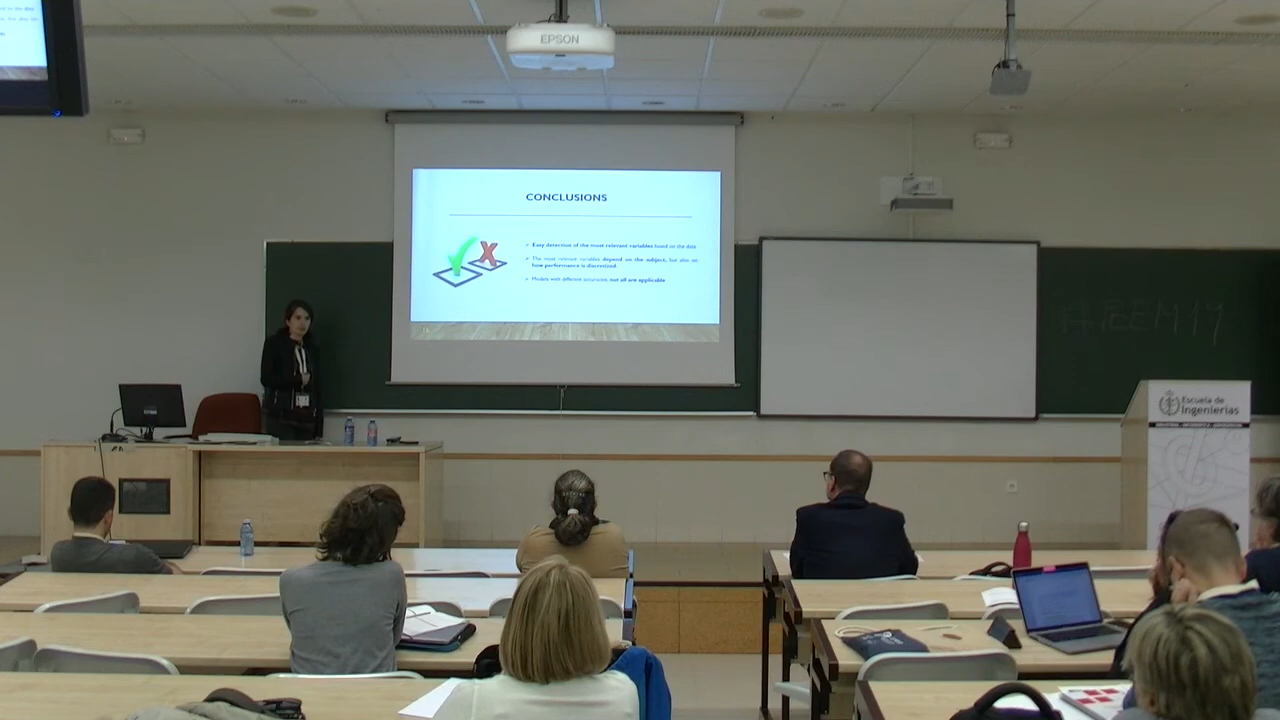 EPSON
CONCLUSIONS
Easy detection of the most relevant variables based on the data
The most relevant variables depend on the subject, but also on
how performance is discretized.
Models with different accuracies not all are applicable
#JEEM19
Escuela de
Ingenierías